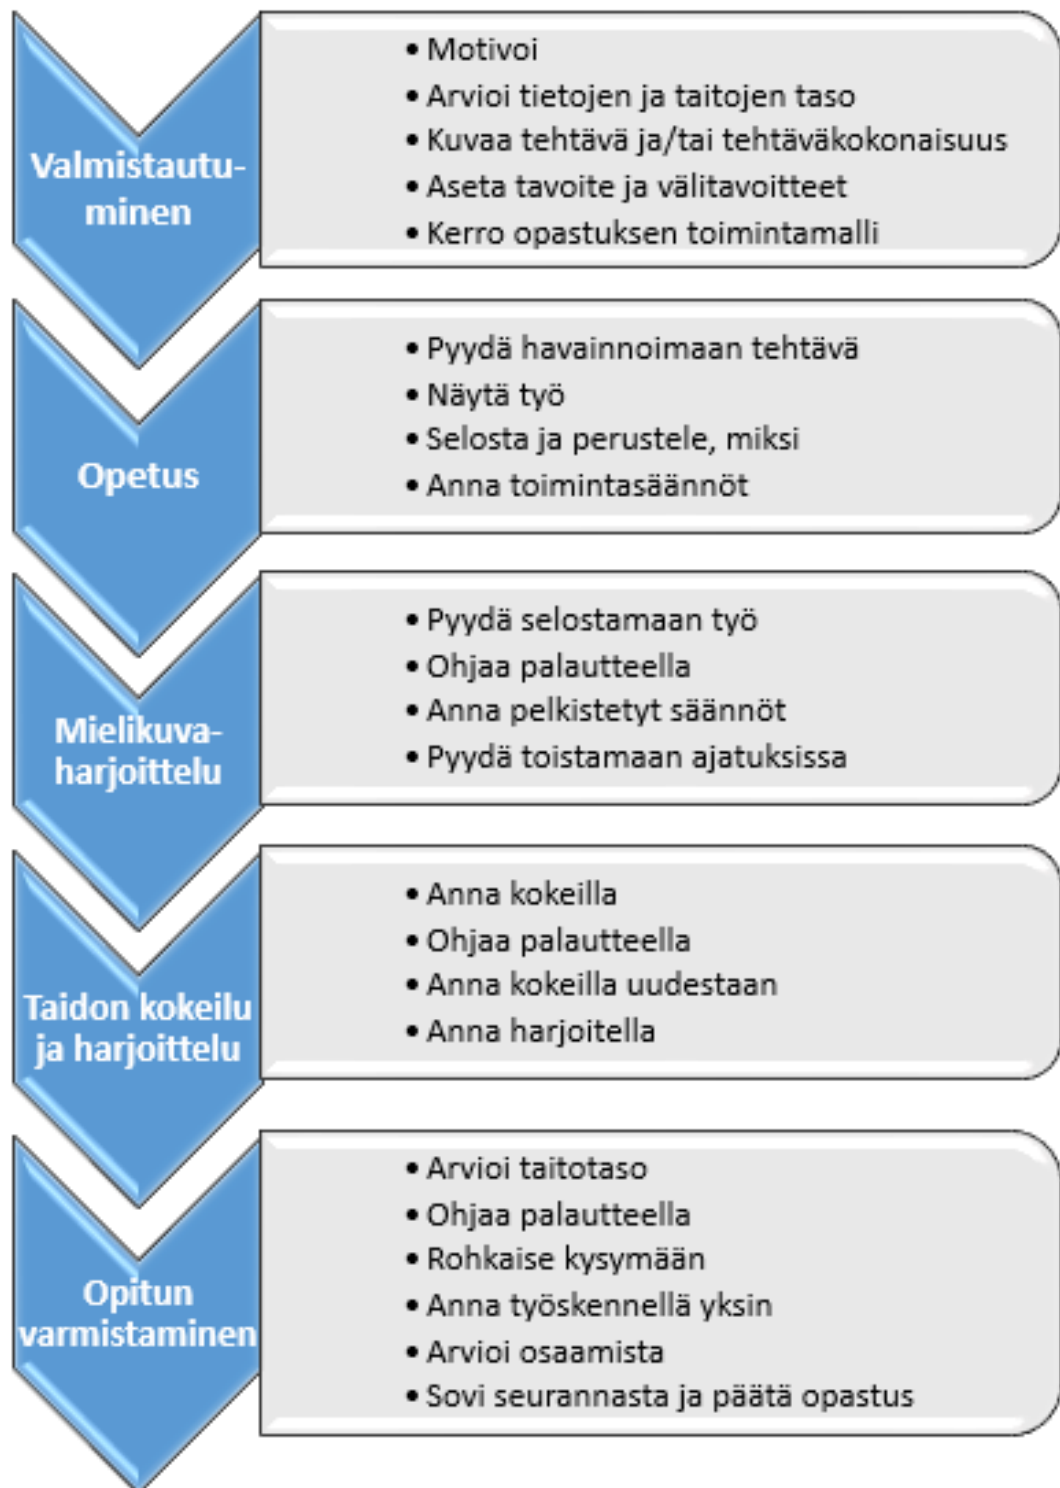 Valmistautu-
minen
• Motivoi
• Arvioi tietojen ja taitojen taso
• Kuvaa tehtävä ja/tai tehtäväkokonaisuus
• Aseta tavoite ja välitavoitteet
• Kerro opastuksen toimintamalli
Opetus
• Pyydä havainnoimaan tehtävä
• Näytä työ
• Selosta ja perustele, miksi
• Anna toimintasäännöt
Mielikuva-
harjoittelu
• Pyydä selostamaan työ
• Ohjaa palautteella
• Anna pelkistetyt säännöt
• Pyydä toistamaan ajatuksissa
Taidon kokeilu
ja harjoittelu
• Anna kokeilla
• Ohjaa palautteella
• Anna kokeilla uudestaan
• Anna harjoitella
Opitun
varmistaminen
• Arvioi taitotaso
• Ohjaa palautteella
• Rohkaise kysymään
• Anna työskennellä yksin
• Arvioi osaamista
• Sovi seurannasta ja päätä opastus